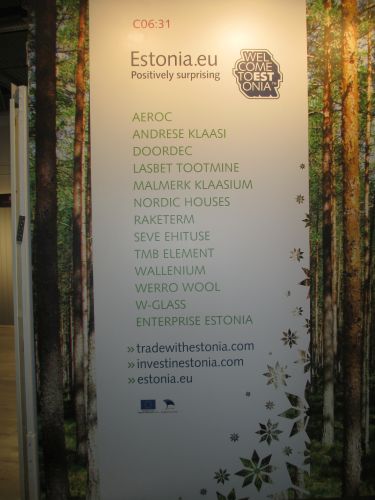 C06:31
Estonia.eu
Positively surprising
WEL
COME
TO EST
ONIA
AEROC
ANDRESE KLAASI
DOORDEC
LASBET TOOTMINE
MALMERK KLAASIUM
NORDIC HOUSES
RAKETERM
SEVE EHITUSE
TMB ELEMENT
WALLENIUM
WERRO WOOL
W-GLASS
ENTERPRISE ESTONIA
»tradewithestonia.com
»investinestonia.com
»estonia.eu